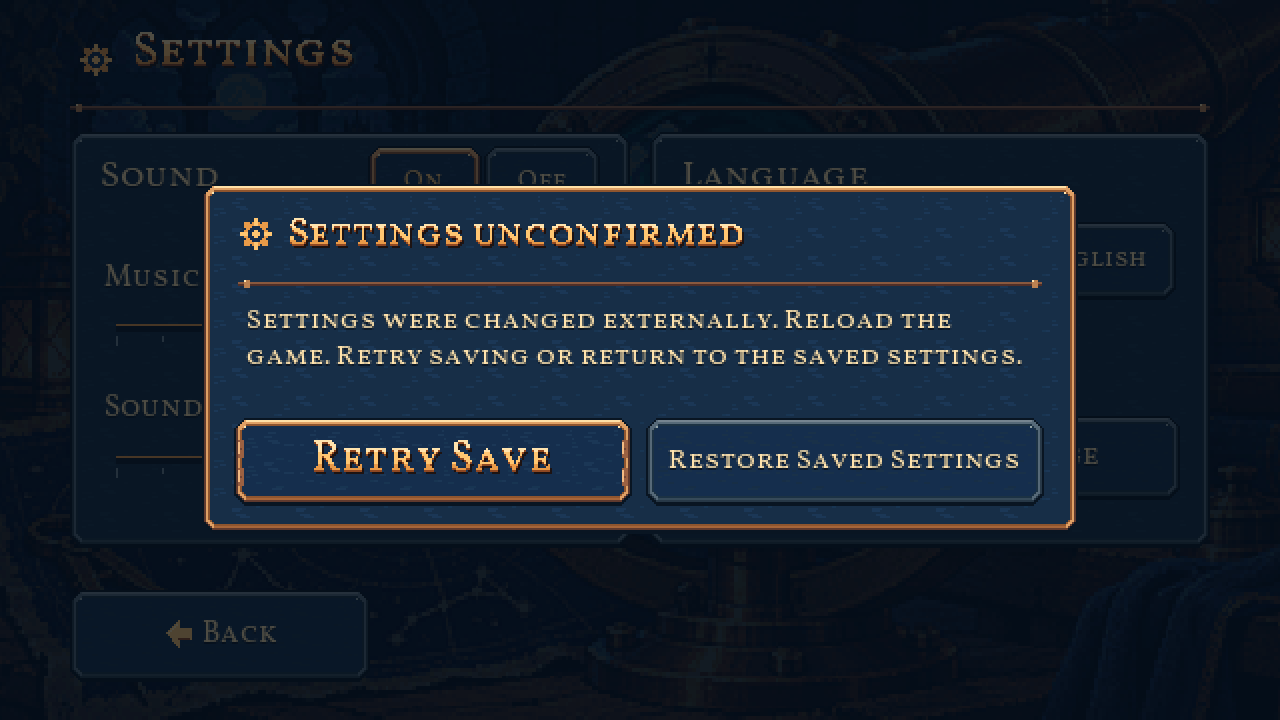 Settings
Sound
On
Off
Language
Settings unconfirmed
Music
glish
Settings were changed externally. Reload the
game. Retry saving or return to the saved settings.
Sound
Retry Save
Restore Saved Settings
Back